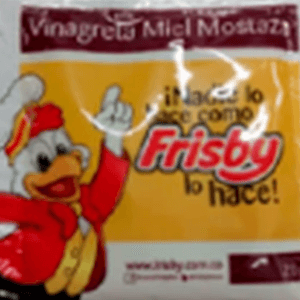 Vinagreta Miel Mostaza
¡Nadie lo
hace como
Frisby
lo hace!
www.frisby.com.co